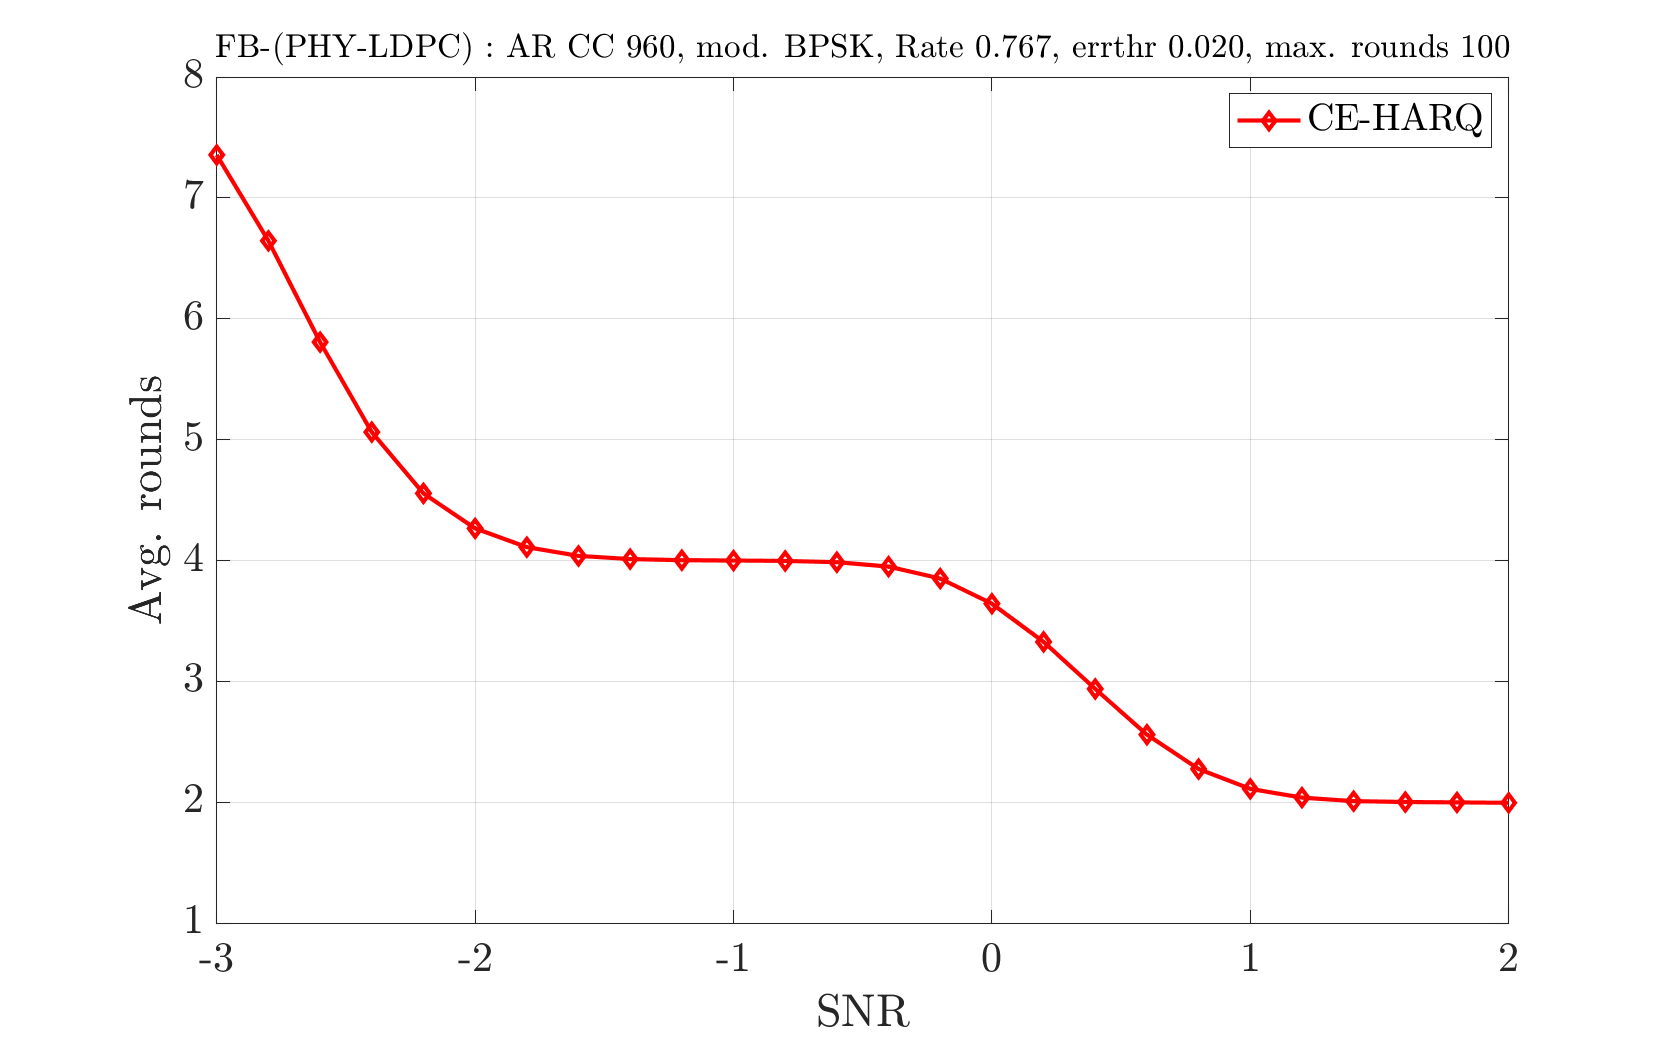 FB-(PHY-LDPC) : AR CC 960, mod. BPSK, Rate 0.767, errthr 0.020, max. rounds 100
CE-HARQ
8
7
6
5
4
3
2
1
Avg. rounds
-3 -2 -1 0 1 2
SNR